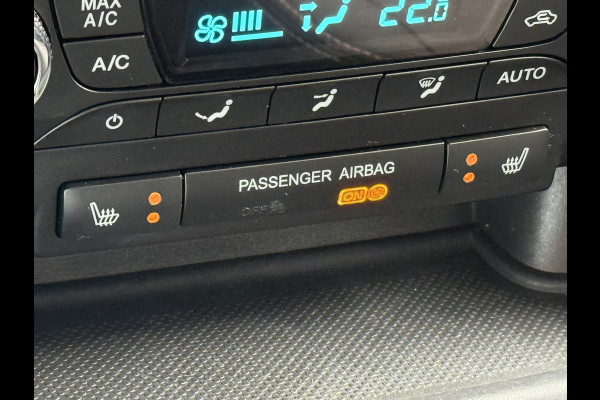 MAX
A/C
22.0
A/C
AUTO
PASSENGER AIRBAG
OFF ON